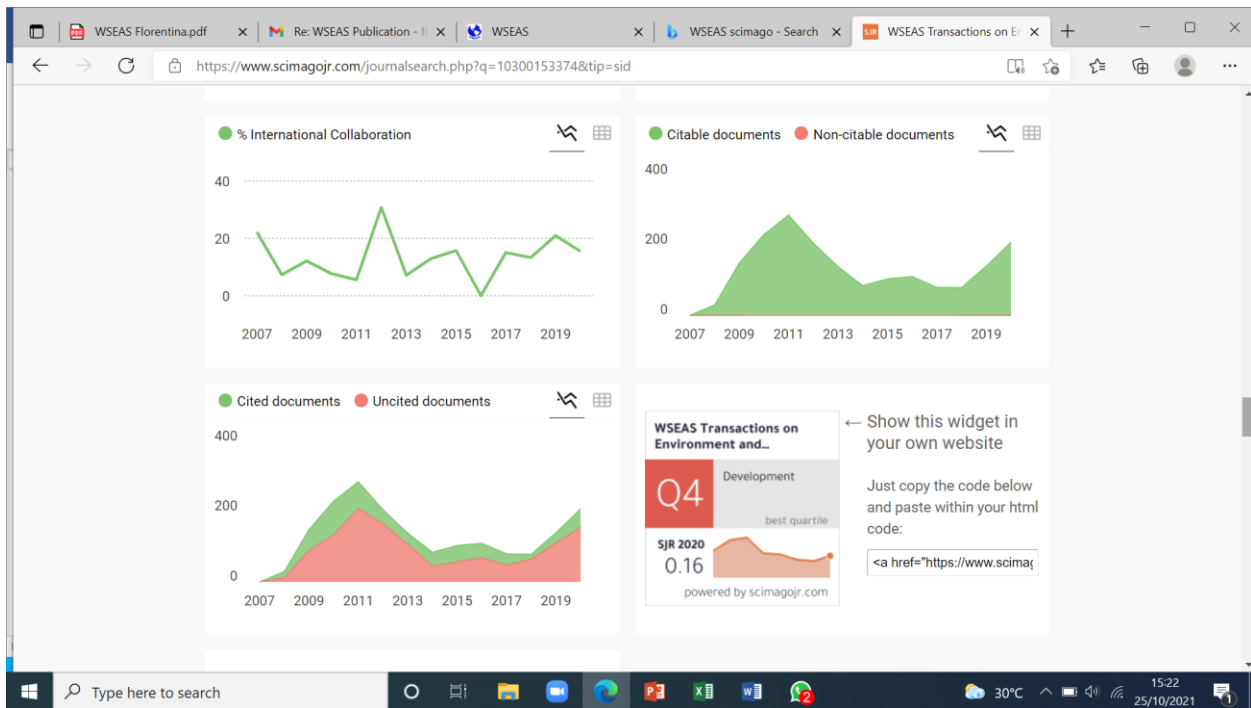 WSEAS Florentina.pdf
Re: WSEAS Publication - fl
WSEAS
WSEAS scimago - Search
WSEAS Transactions on En
https://www.scimagojr.com/journalsearch.php?q=10300153374&tip=sid
% International Collaboration
40
20
0
2007 2009 2011 2013 2015 2017 2019
Citable documents Non-citable documents
400
200
0
2007 2009 2011 2013 2015 2017 2019
Cited documents Uncited documents
400
200
0
2007 2009 2011 2013 2015 2017 2019
WSEAS Transactions on
Environment and...
Q4
Development
best quartile
SJR 2020
0.16
powered by scimagojr.com
← Show this widget in
your own website
Just copy the code below
and paste within your html
code:
<a href="https://www.scimag
Type here to search
30°C
15:22
25/10/2021